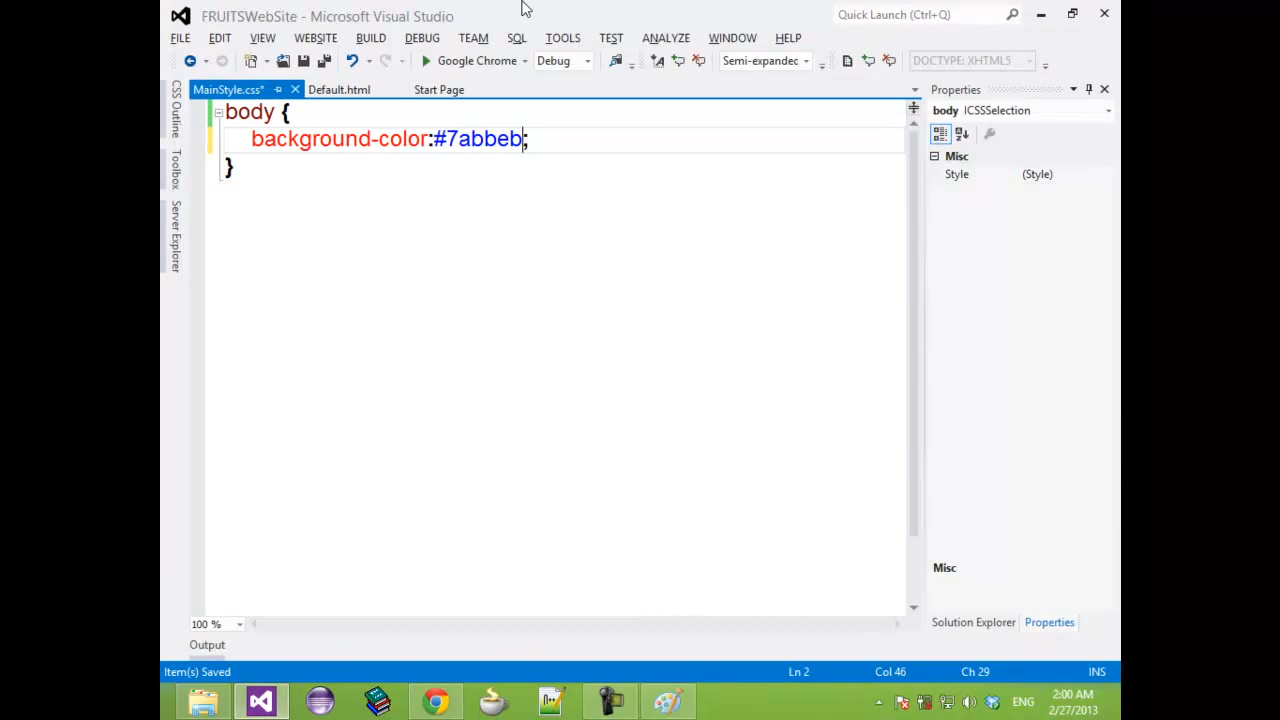 FRUITSWebSite - Microsoft Visual Studio
Quick Launch (Ctrl+Q)
FILE EDIT VIEW WEBSITE BUILD DEBUG TEAM SQL TOOLS TEST ANALYZE WINDOW HELP
Google Chrome Debug Semi-expanded DOCTYPE: XHTML5
MainStyle.css* Default.html Start Page
Properties
body {
background-color:#7abbeb;
}
body ICSSSelection
Misc
Style (Style)
CSS Outline
Toolbox
Server Explorer
Misc
100 %
Solution Explorer Properties
Output
Item(s) Saved Ln 2 Col 46 Ch 29 INS
ENG
2:00 AM
2/27/2013